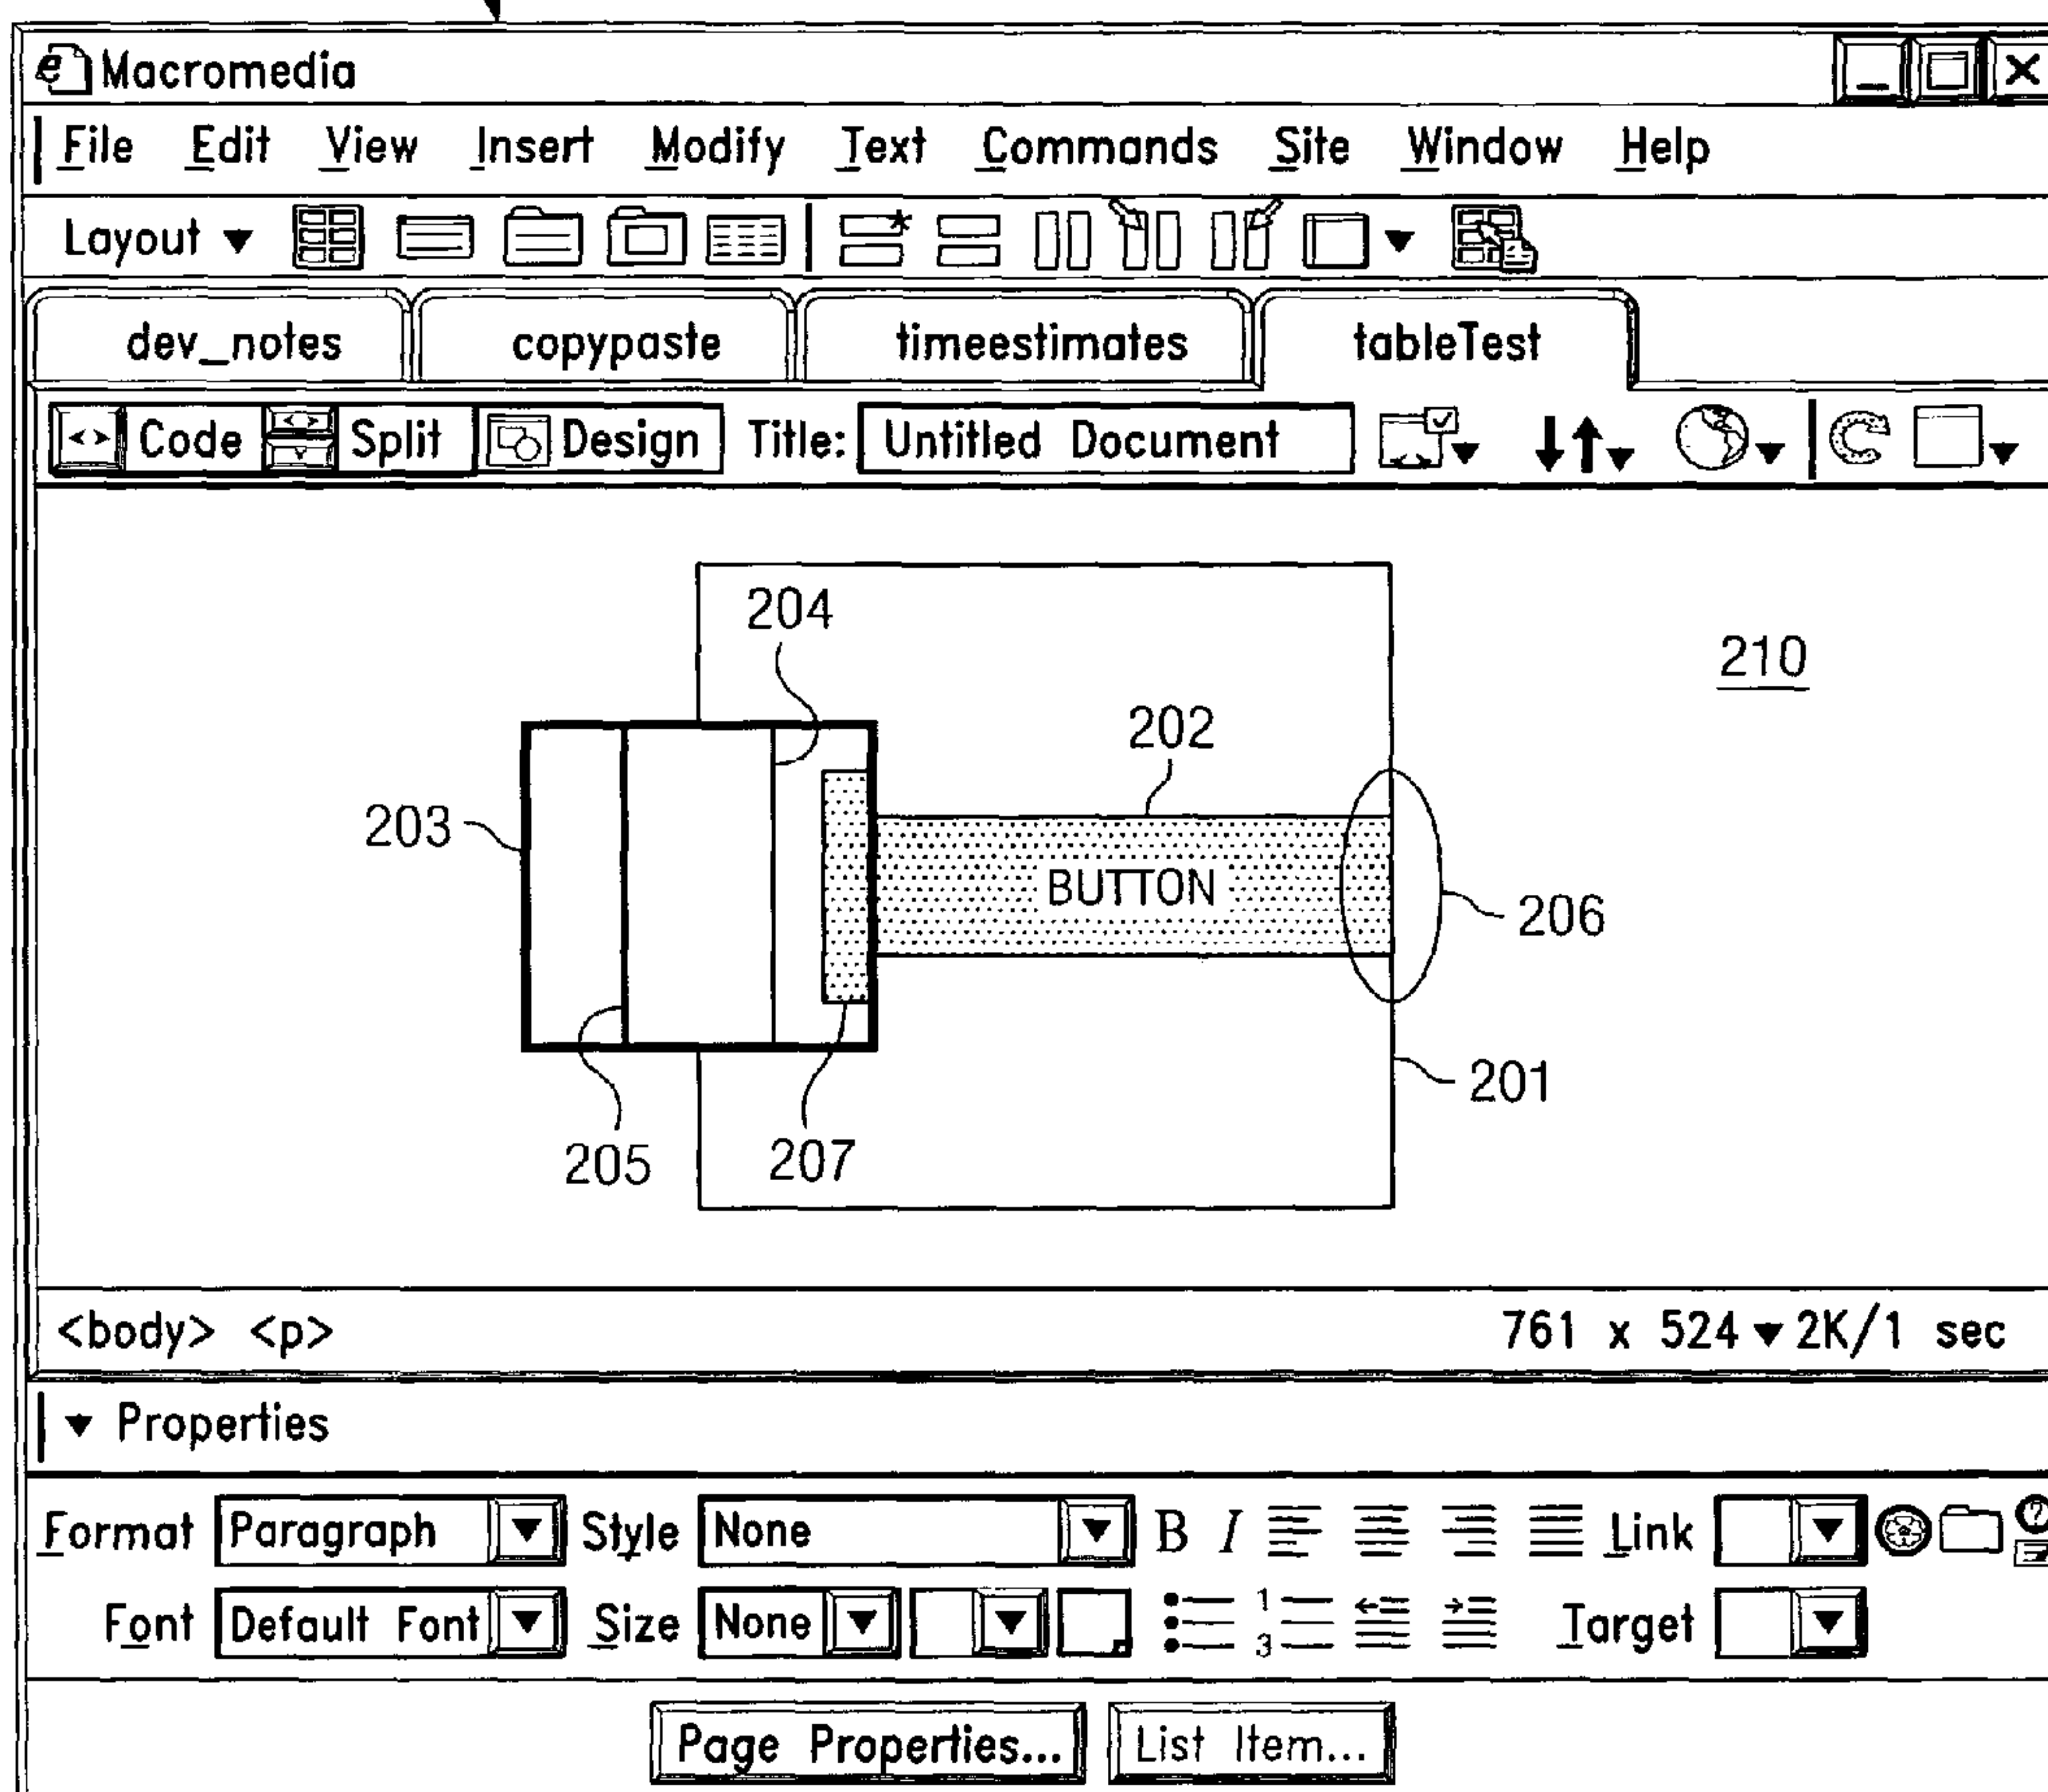 Macromedia
File Edit View Insert Modify Text Commands Site Window Help
Layout
dev_notes copypaste timeestimates tableTest
Code Split Design Title: Untitled Document
204
210
202
203
BUTTON
206
201
205 207
<body> <p> 761 x 524 2K/1 sec
Properties
Format Paragraph Style None B I Link
Font Default Font Size None Target
Page Properties... List Item...